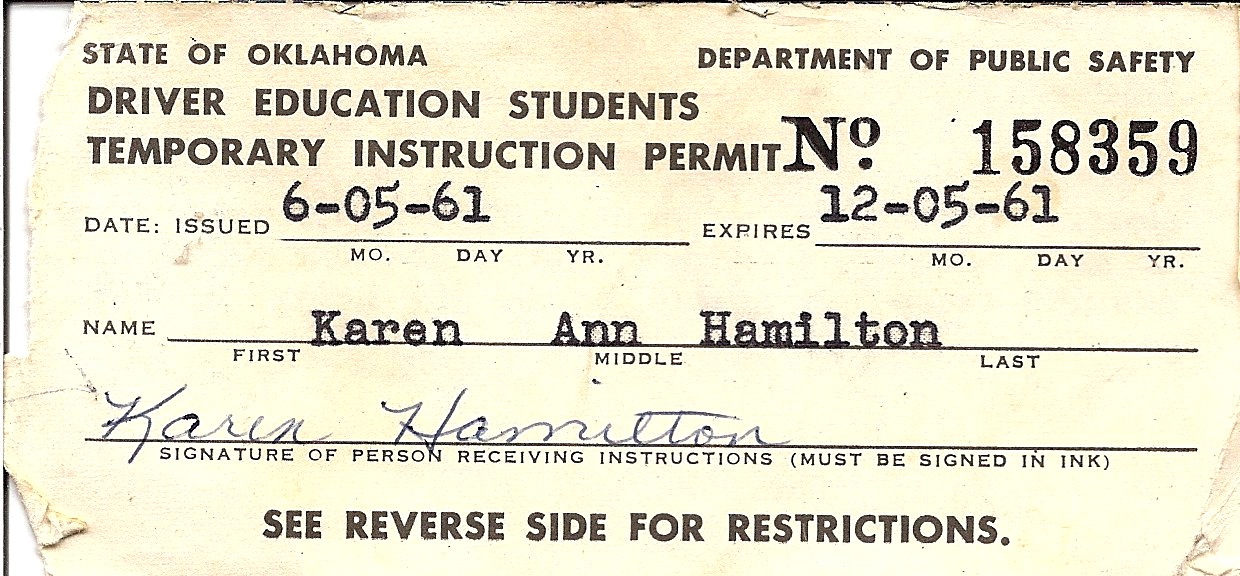 STATE OF OKLAHOMA DEPARTMENT OF PUBLIC SAFETY
DRIVER EDUCATION STUDENTS
TEMPORARY INSTRUCTION PERMIT Nº 158359
DATE: ISSUED 6-05-61 EXPIRES 12-05-61
MO. DAY YR. MO. DAY YR.
NAME Karen Ann Hamilton
FIRST MIDDLE LAST
Karen Hamilton
SIGNATURE OF PERSON RECEIVING INSTRUCTIONS (MUST BE SIGNED IN INK)
SEE REVERSE SIDE FOR RESTRICTIONS.